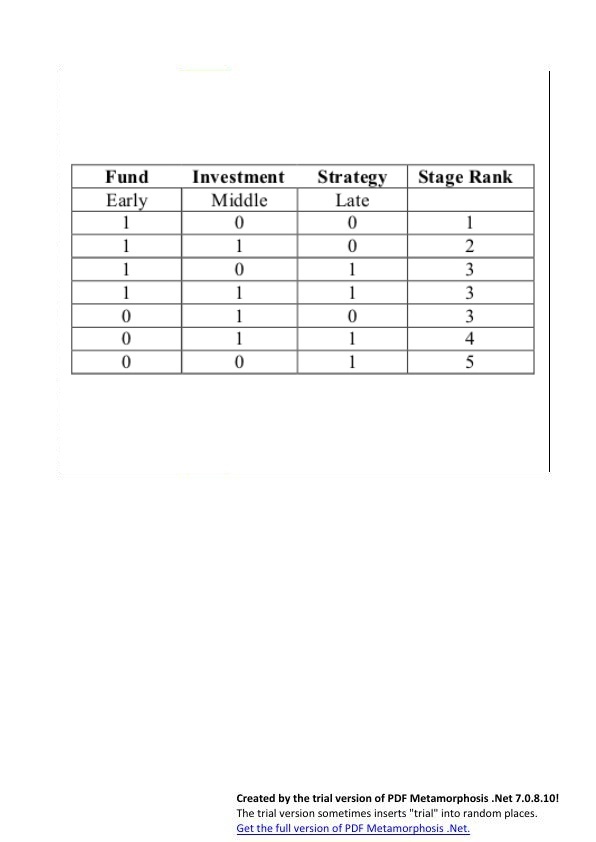 Fund Investment Strategy Stage Rank
Early Middle Late
1 0 0 1
1 1 0 2
1 0 1 3
1 1 1 3
0 1 0 3
0 1 1 4
0 0 1 5
Created by the trial version of PDF Metamorphosis .Net 7.0.8.10!
The trial version sometimes inserts "trial" into random places.
Get the full version of PDF Metamorphosis .Net.